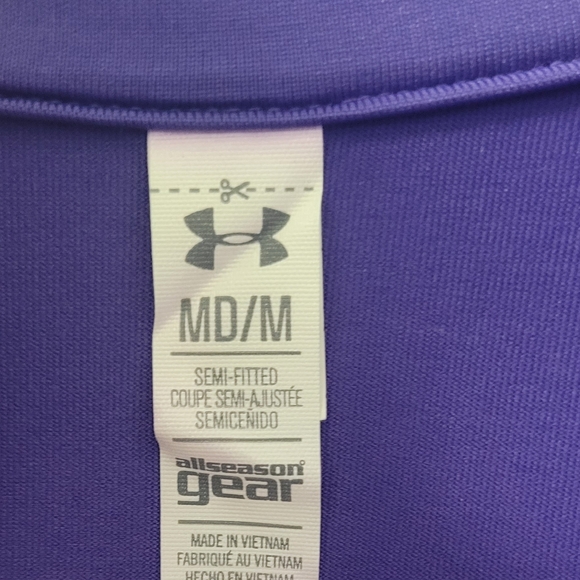 MD/M
SEMI-FITTED
COUPE SEMI-AJUSTÉE
SEMICEÑIDO
allseason
gear
MADE IN VIETNAM
FABRIQUÉ AU VIETNAM
HECHO EN VIETNAM